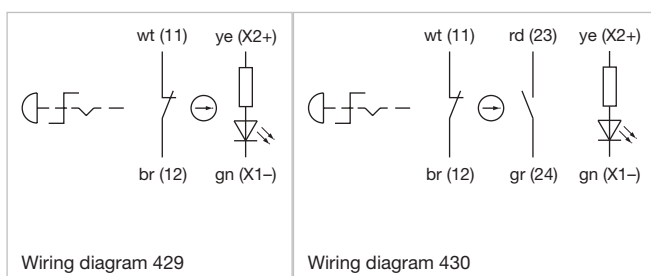 wt (11) ye (X2+)
br (12) gn (X1–)
Wiring diagram 429
wt (11) rd (23) ye (X2+)
br (12) gr (24) gn (X1–)
Wiring diagram 430